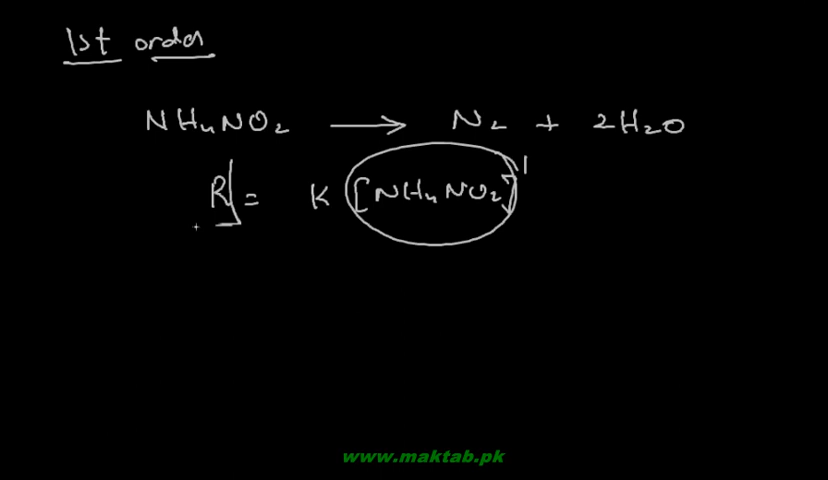 1st order
NH₄NO₂ → N₂ + 2H₂O
R = K [NH₄NO₂]¹
www.maktab.pk